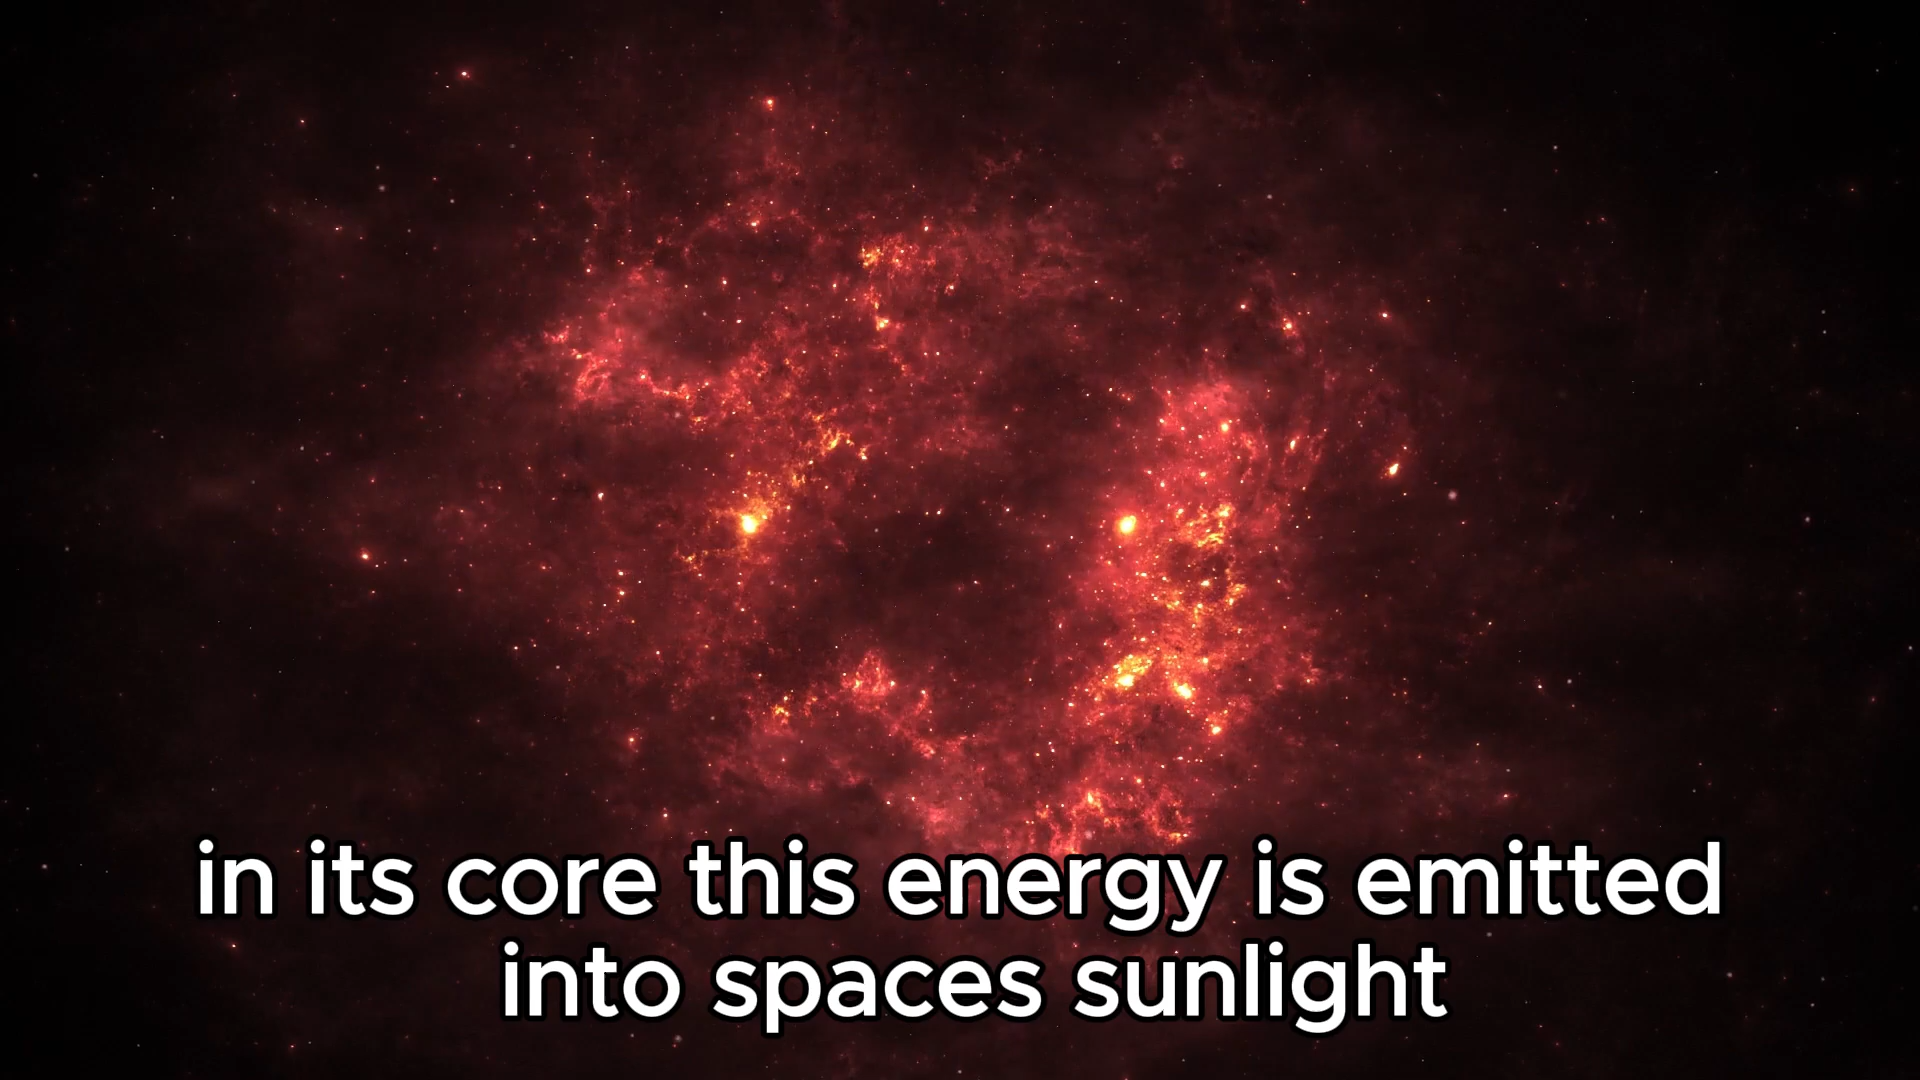 in its core this energy is emitted
into spaces sunlight